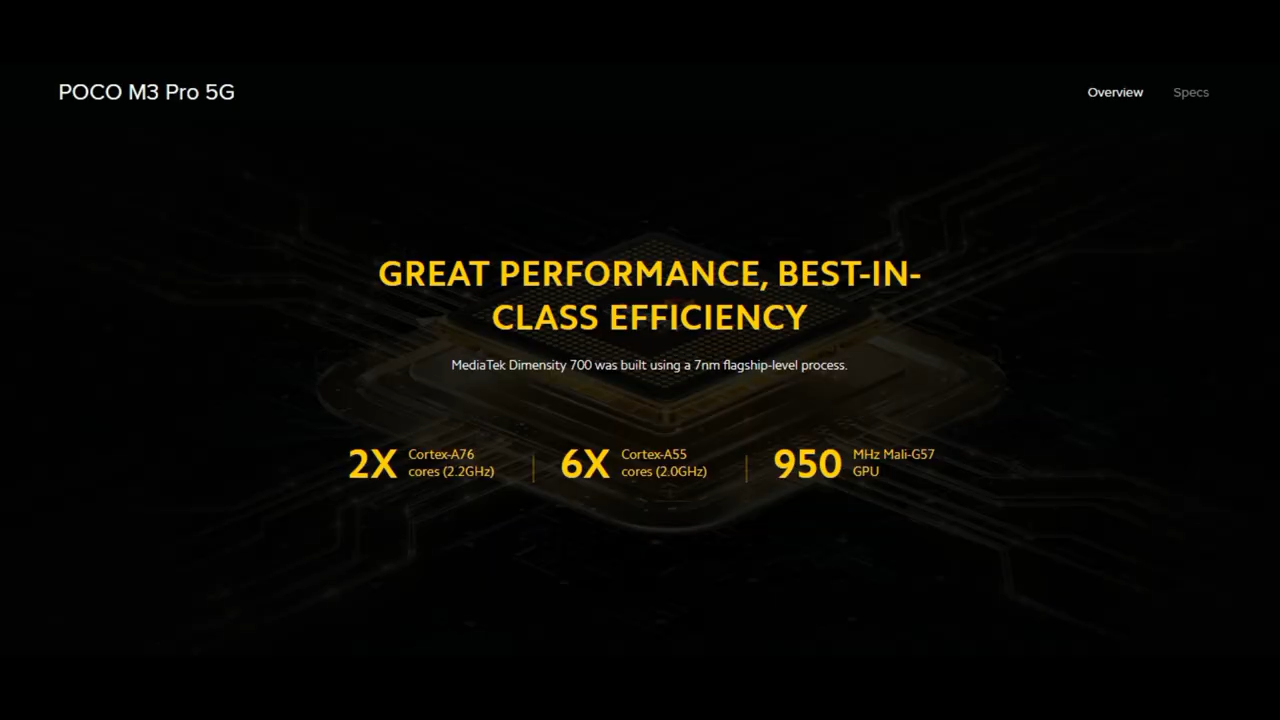 POCO M3 Pro 5G
Overview
Specs
GREAT PERFORMANCE, BEST-IN-
CLASS EFFICIENCY
MediaTek Dimensity 700 was built using a 7nm flagship-level process.
2X
Cortex-A76
cores (2.2GHz)
6X
Cortex-A55
cores (2.0GHz)
950
MHz Mali-G57
GPU